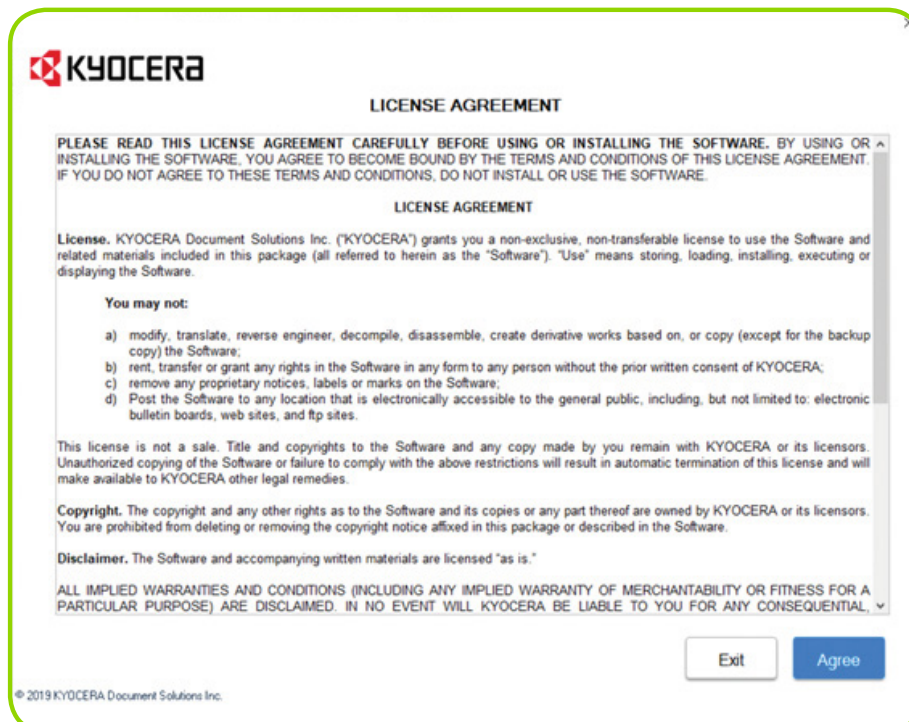 KYOCERA
LICENSE AGREEMENT
PLEASE READ THIS LICENSE AGREEMENT CAREFULLY BEFORE USING OR INSTALLING THE SOFTWARE. BY USING OR
INSTALLING THE SOFTWARE, YOU AGREE TO BECOME BOUND BY THE TERMS AND CONDITIONS OF THIS LICENSE AGREEMENT.
IF YOU DO NOT AGREE TO THESE TERMS AND CONDITIONS, DO NOT INSTALL OR USE THE SOFTWARE.
LICENSE AGREEMENT
License. KYOCERA Document Solutions Inc. ("KYOCERA") grants you a non-exclusive, non-transferable license to use the Software and
related materials included in this package (all referred to herein as the "Software"). "Use" means storing, loading, installing, executing or
displaying the Software.
You may not:
a) modify, translate, reverse engineer, decompile, disassemble, create derivative works based on, or copy (except for the backup
copy) the Software;
b) rent, transfer or grant any rights in the Software in any form to any person without the prior written consent of KYOCERA;
c) remove any proprietary notices, labels or marks on the Software;
d) Post the Software to any location that is electronically accessible to the general public, including, but not limited to: electronic
bulletin boards, web sites, and ftp sites.
This license is not a sale. Title and copyrights to the Software and any copy made by you remain with KYOCERA or its licensors.
Unauthorized copying of the Software or failure to comply with the above restrictions will result in automatic termination of this license and will
make available to KYOCERA other legal remedies.
Copyright. The copyright and any other rights as to the Software and its copies or any part thereof are owned by KYOCERA or its licensors.
You are prohibited from deleting or removing the copyright notice affixed in this package or described in the Software.
Disclaimer. The Software and accompanying written materials are licensed "as is."
ALL IMPLIED WARRANTIES AND CONDITIONS (INCLUDING ANY IMPLIED WARRANTY OF MERCHANTABILITY OR FITNESS FOR A
PARTICULAR PURPOSE) ARE DISCLAIMED. IN NO EVENT WILL KYOCERA BE LIABLE TO YOU FOR ANY CONSEQUENTIAL,
Exit Agree
© 2019 KYOCERA Document Solutions Inc.